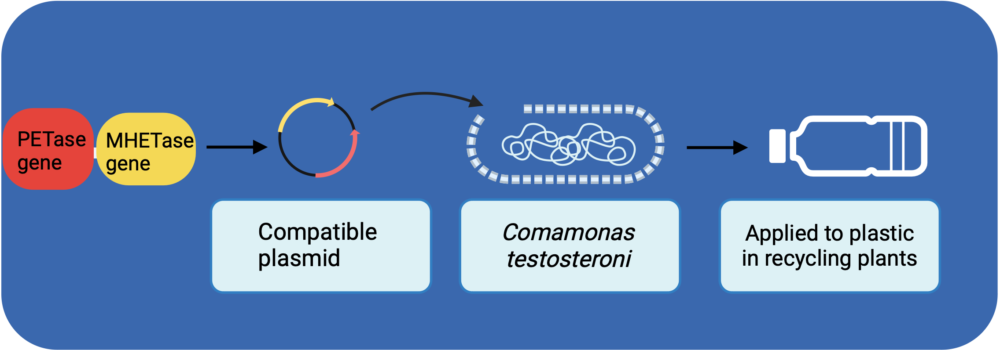 PETase
gene
MHETase
gene
Compatible
plasmid
Comamonas
testosteroni
Applied to plastic
in recycling plants